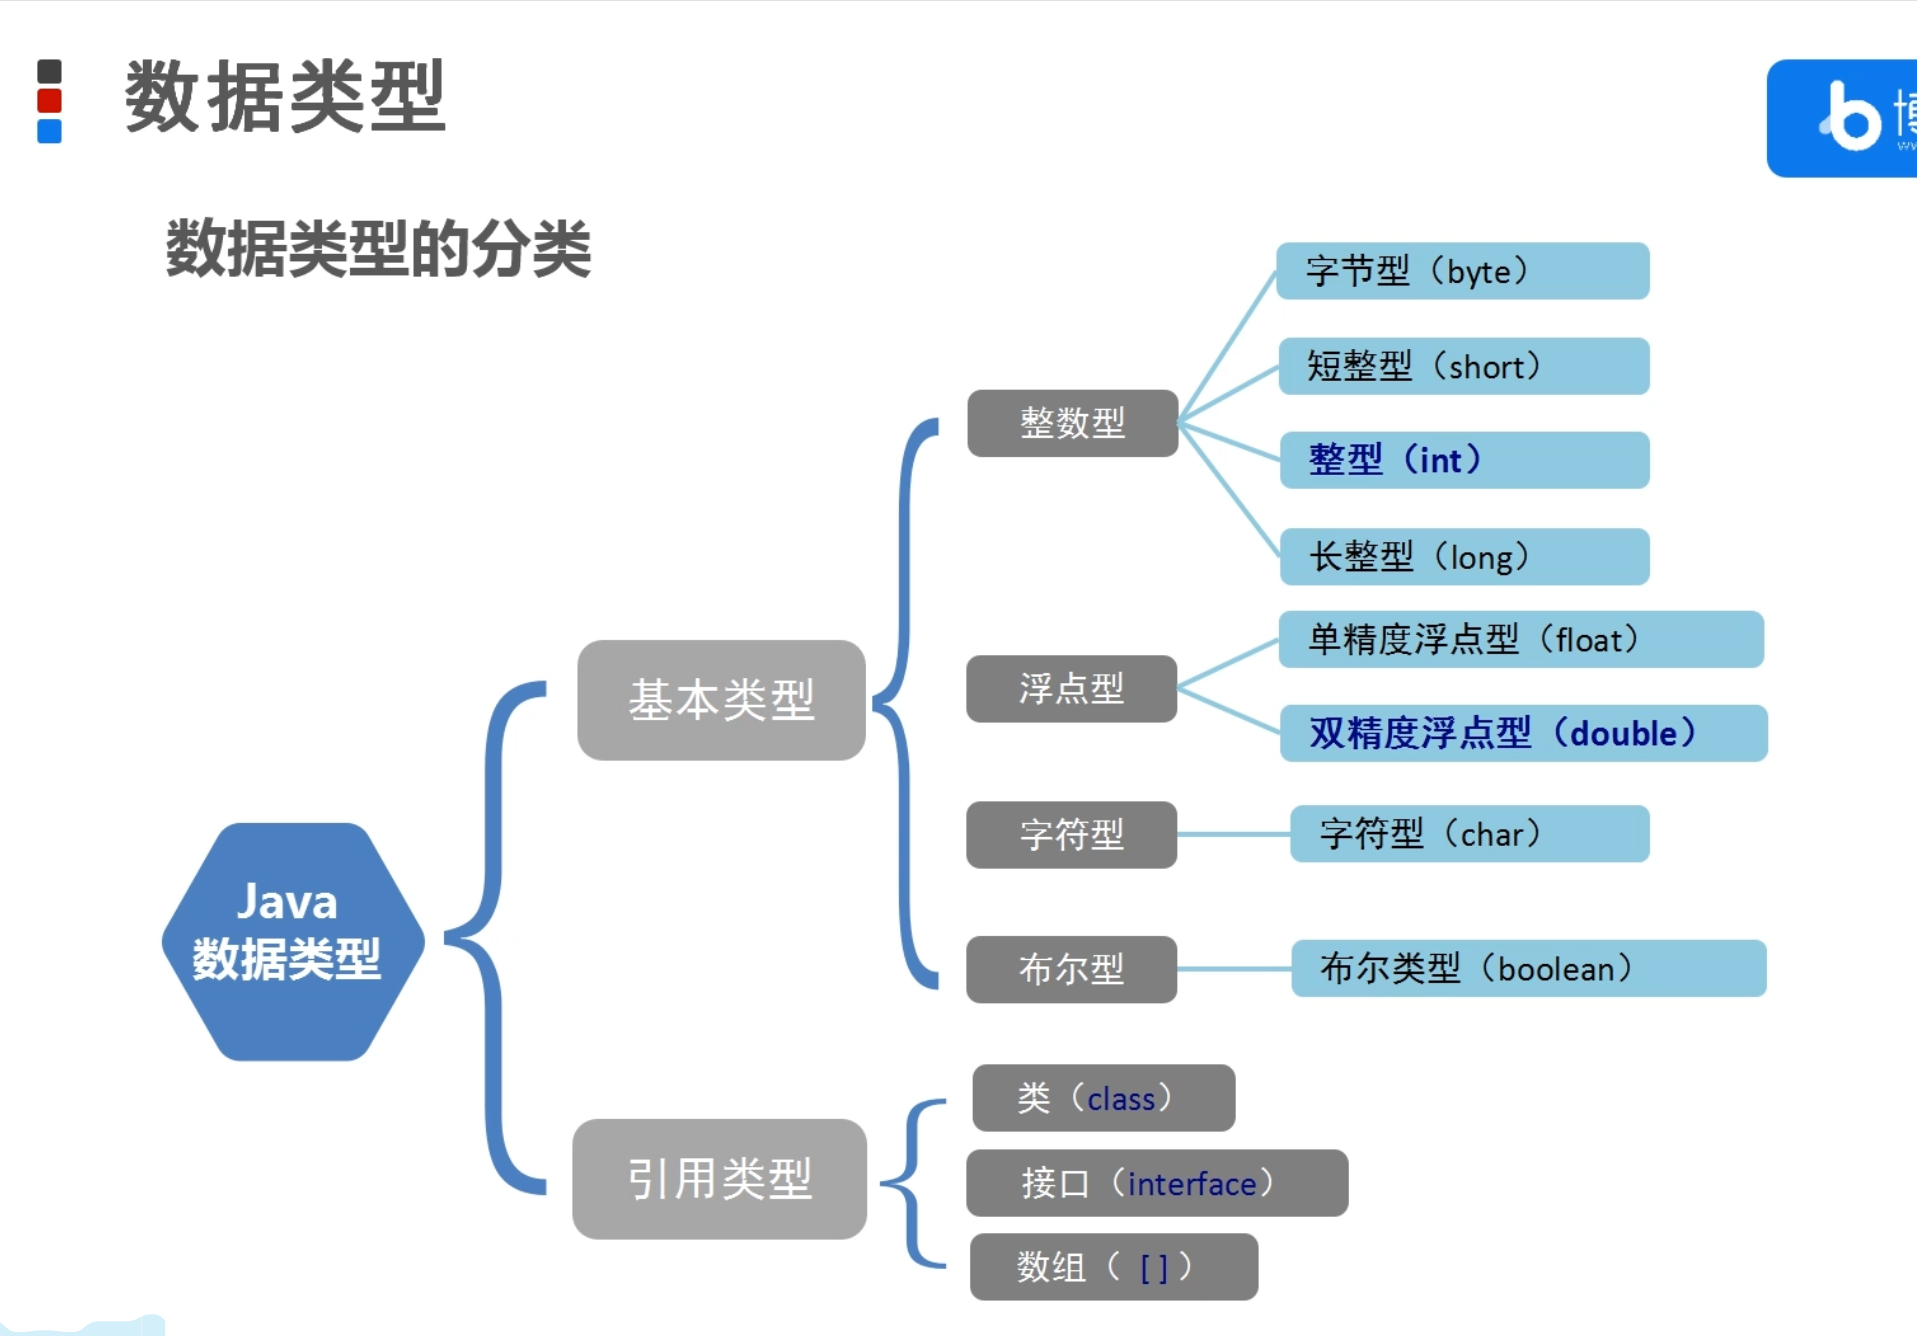 数据类型
数据类型的分类
字节型（byte）
短整型（short）
整数型
整型（int）
长整型（long）
单精度浮点型（float）
基本类型
浮点型
双精度浮点型（double）
字符型
字符型（char）
Java
数据类型
布尔型
布尔类型（boolean）
引用类型
类（class）
接口（interface）
数组（ [ ] ）